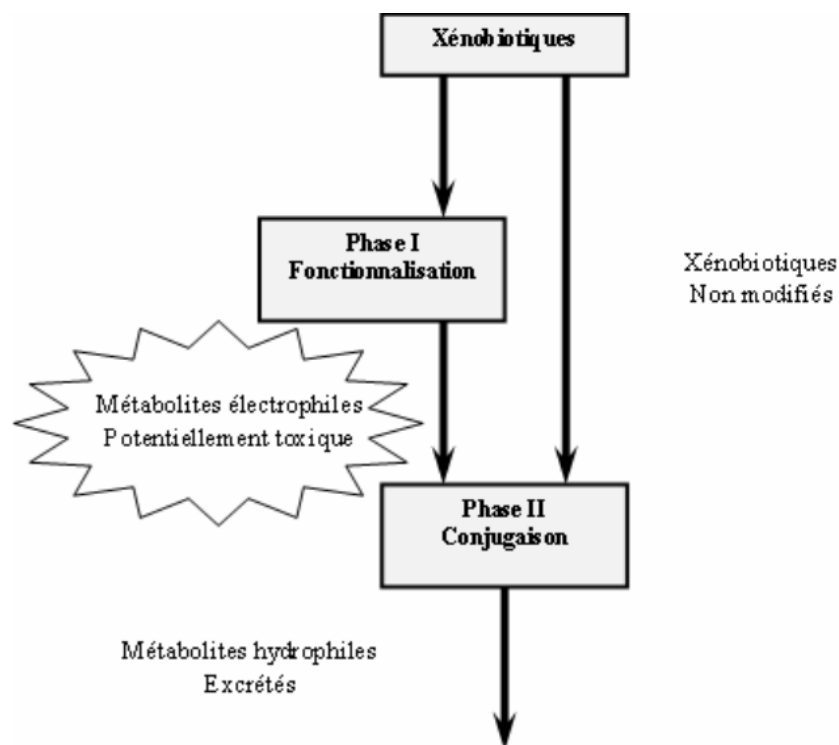 Xénobiotiques
Phase I
Fonctionnalisation
Xénobiotiques
Non modifiés
Métabolites électrophiles
Potentiellement toxique
Phase II
Conjugaison
Métabolites hydrophiles
Excrétés